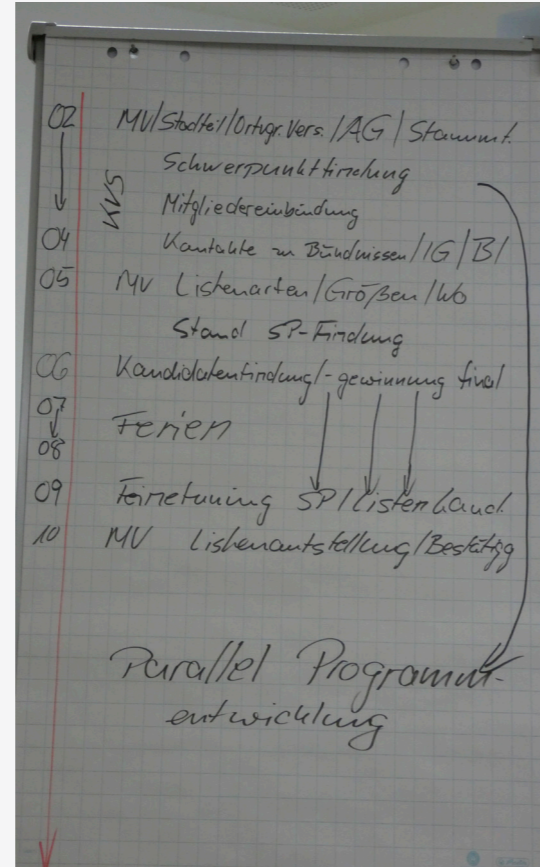 02 MV/Stadtteil/Ortsgr.Vers./AG/Stammt.
Schwerpunktfindung
KVS
Mitgliedereinbindung
04 Kontakte zu Bündnissen/IG/BI
05 MV Listenarten/Größen/Wo
Stand SP-Findung
06 Kandidatenfindung/-gewinnung final
07
Ferien
08
09 Feinetuning SP/Listenkand.
10 MV Listenaufstellung/Bestätigg
Parallel Programm-
entwicklung